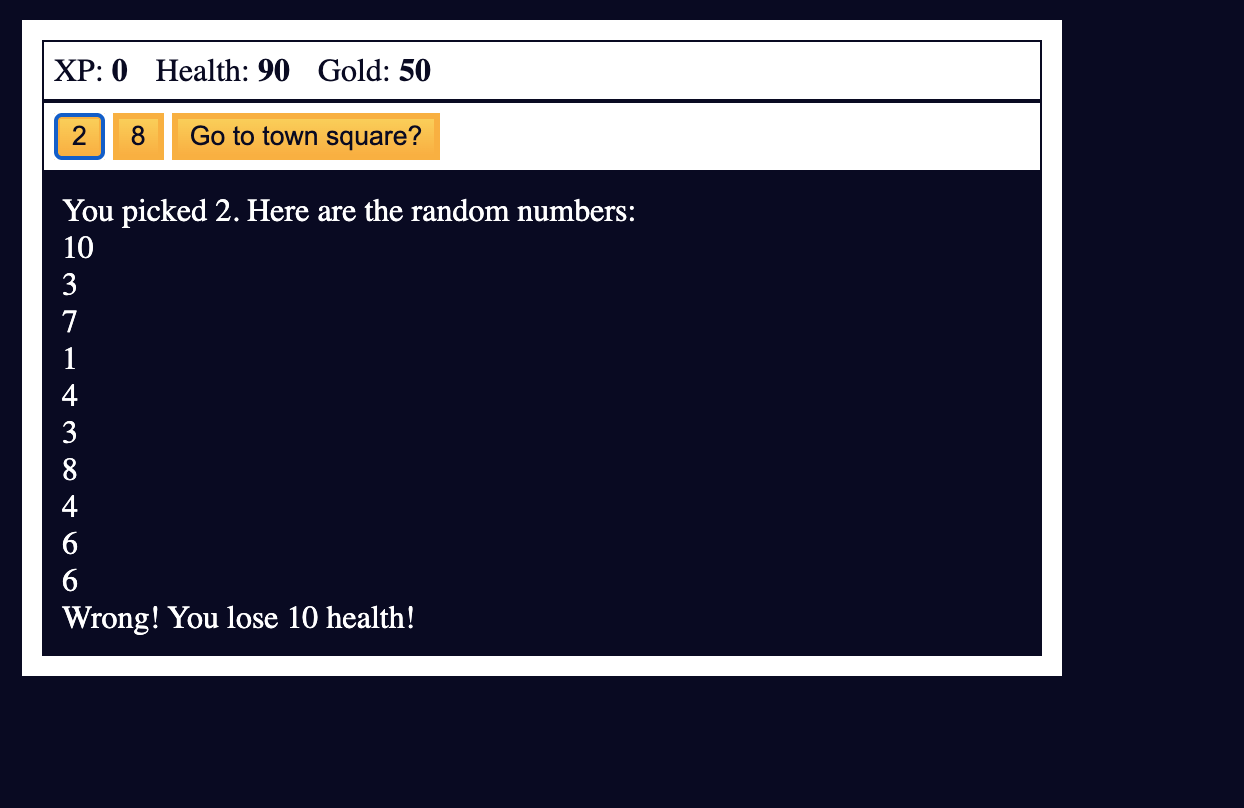 XP: 0 Health: 90 Gold: 50
2 8 Go to town square?
You picked 2. Here are the random numbers:
10
3
7
1
4
3
8
4
6
6
Wrong! You lose 10 health!